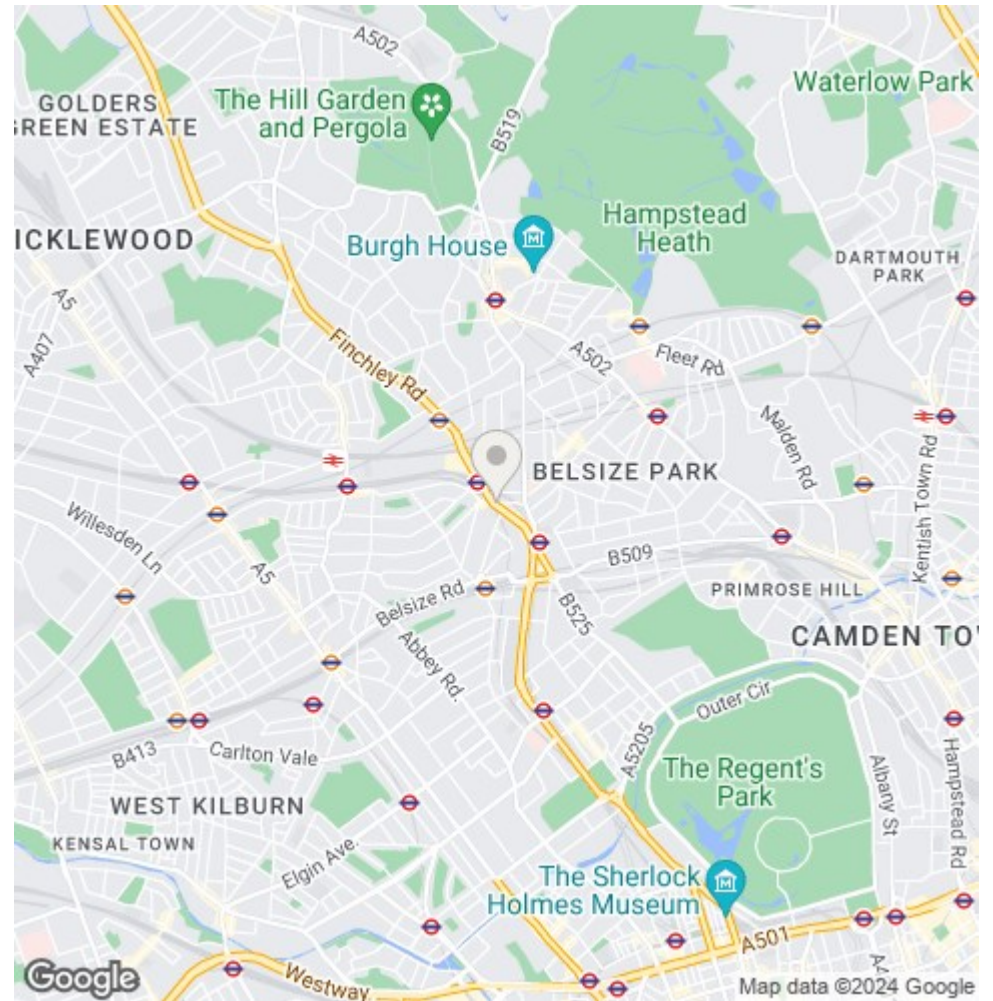 A502
Waterlow Park
GOLDERS
GREEN ESTATE
The Hill Garden
and Pergola
B519
Hampstead
Heath
ICKLEWOOD
Burgh House
DARTMOUTH
PARK
A5
A407
Finchley Rd
A502
Fleet Rd
Malden Rd
Kentish Town Rd
BELSIZE PARK
Willesden Ln
A5
B509
Belsize Rd
PRIMROSE HILL
B525
Abbey Rd.
CAMDEN TO
Outer Cir
A5205
B413
Carlton Vale
The Regent's
Park
Albany St
Hampstead Rd
WEST KILBURN
KENSAL TOWN
Elgin Ave.
The Sherlock
Holmes Museum
A501
A4
Westway
Google
Map data ©2024 Google